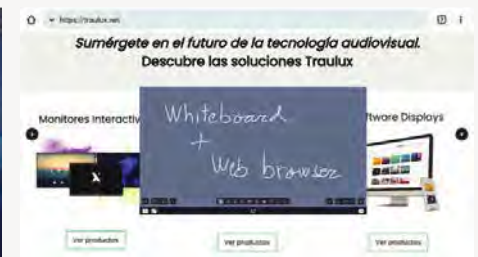 https://traulux.net
Sumérgete en el futuro de la tecnología audiovisual.
Descubre las soluciones Traulux
Monitores Interactiv
tware Displays
Whiteboard
+
Web browser
Ver productos
Ver productos
Ver productos